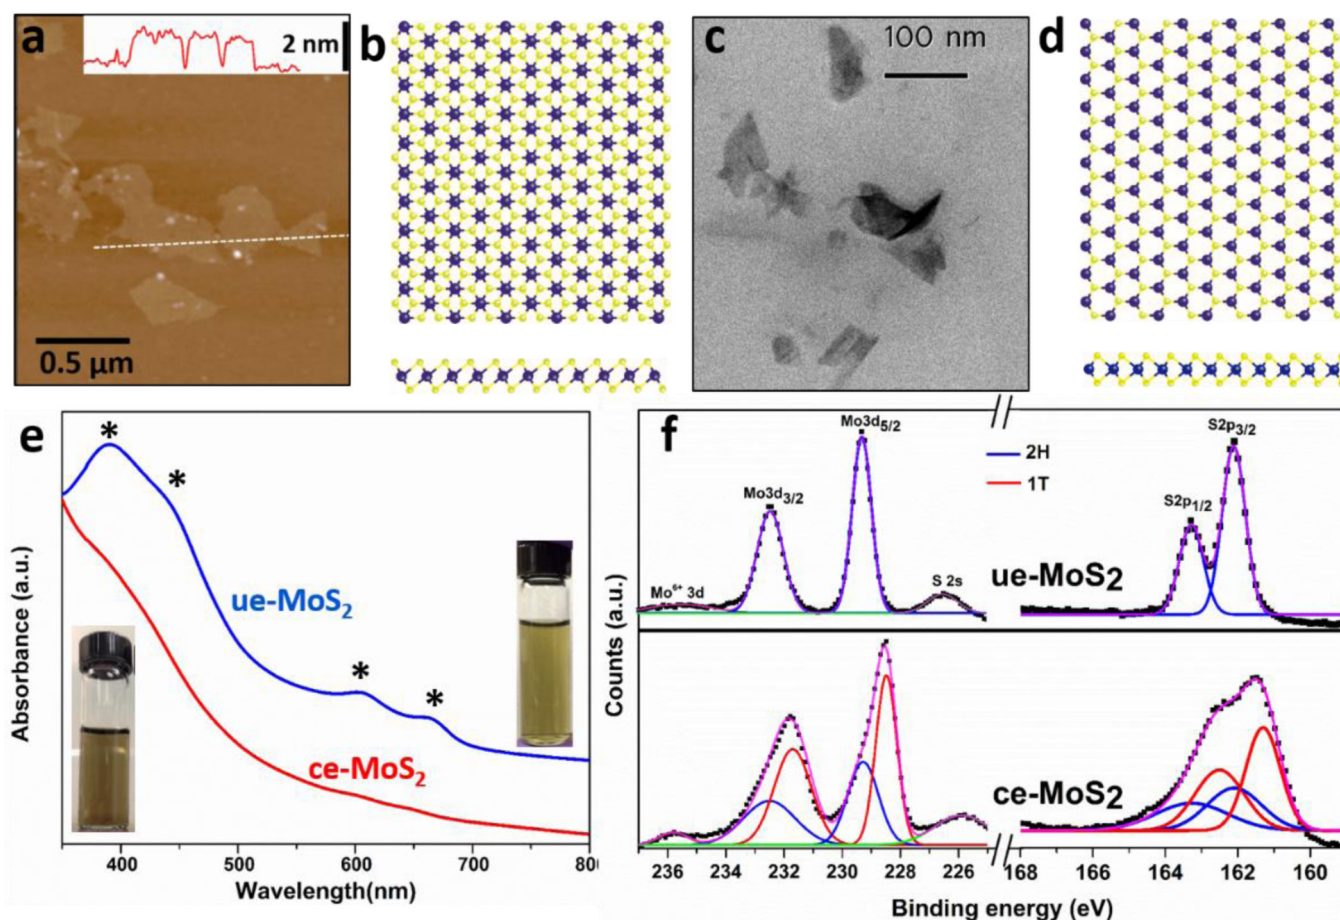 a
2 nm
0.5 µm
b
c
100 nm
d
e
*
*
*
*
ue-MoS₂
ce-MoS₂
Absorbance (a.u.)
400 500 600 700 800
Wavelength(nm)
f
Mo3d5/2
Mo3d3/2
Mo⁶⁺ 3d
S 2s
S2p3/2
S2p1/2
2H
1T
ue-MoS₂
ce-MoS₂
Counts (a.u.)
236 234 232 230 228 226 168 166 164 162 160
Binding energy (eV)